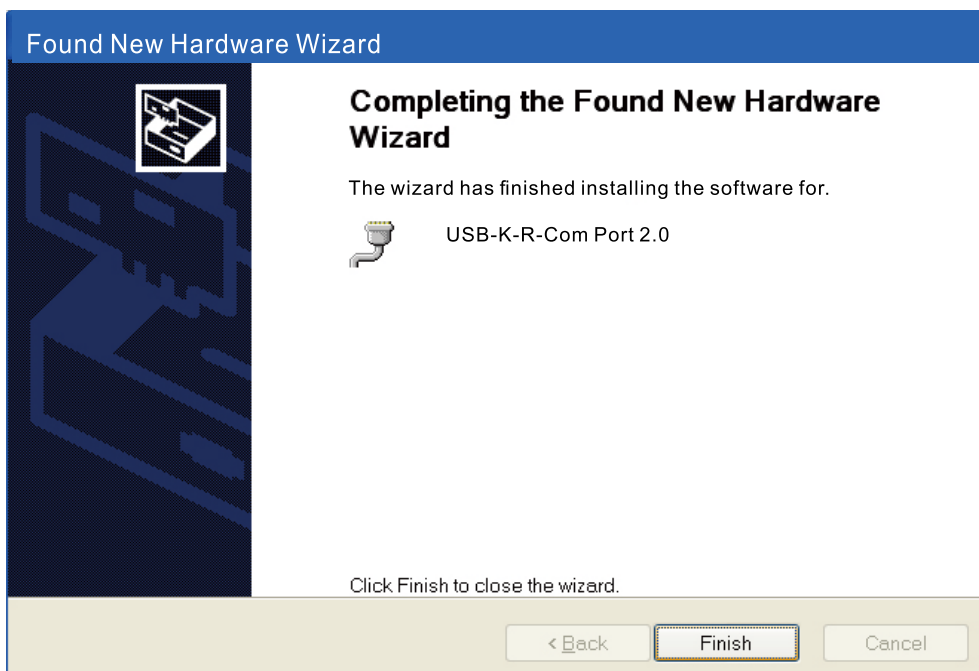 Found New Hardware Wizard
Completing the Found New Hardware
Wizard
The wizard has finished installing the software for.
USB-K-R-Com Port 2.0
Click Finish to close the wizard.
< Back
Finish
Cancel